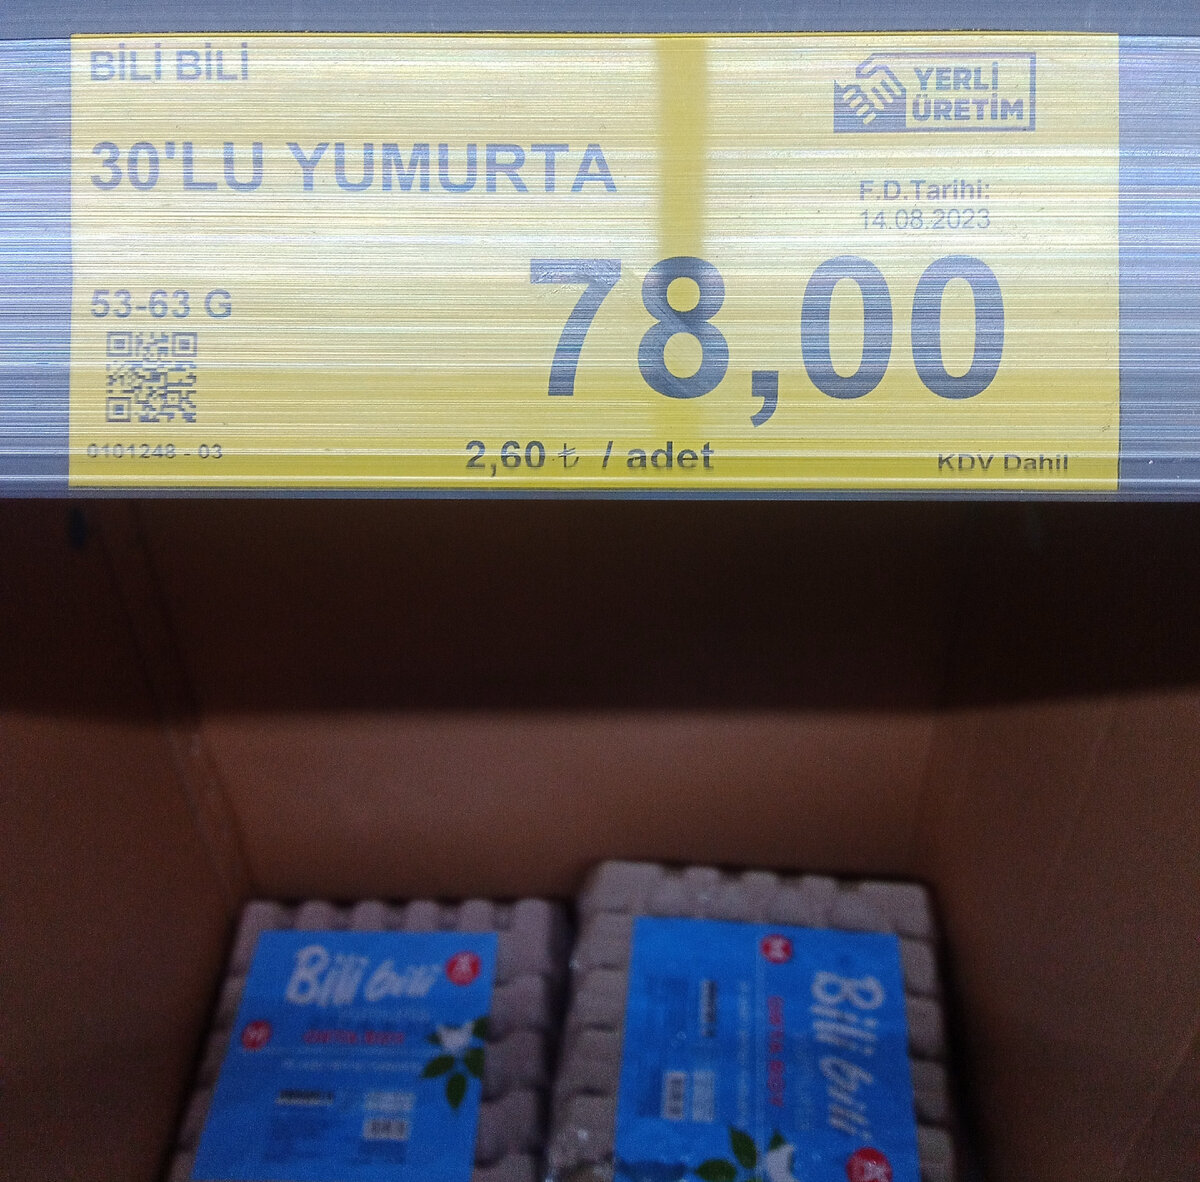 BİLİ BİLİ
YERLİ
ÜRETİM
30'LU YUMURTA
F.D.Tarihi:
14.08.2023
78,00
53-63 G
0101248 - 03
2,60 ₺ / adet
KDV Dahil
Bili bili
Bili bili